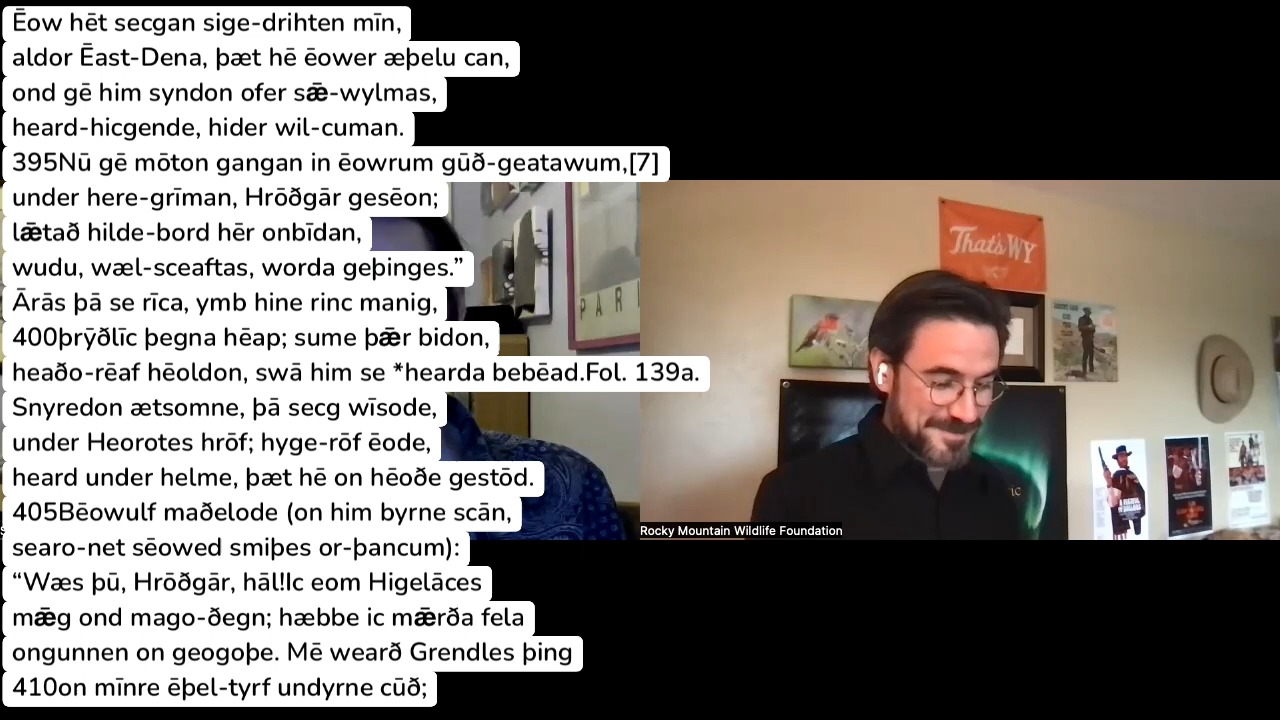 Ēow hēt secgan sige-drihten mīn,
aldor Ēast-Dena, þæt hē ēower æþelu can,
ond gē him syndon ofer sǣ-wylmas,
heard-hicgende, hider wil-cuman.
395Nū gē mōton gangan in ēowrum gūð-geatawum,[7]
under here-grīman, Hrōðgār gesēon;
lǣtað hilde-bord hēr onbīdan,
wudu, wæl-sceaftas, worda geþinges.”
Ārās þā se rīca, ymb hine rinc manig,
400þrȳðlīc þegna hēap; sume þǣr bidon,
heaðo-rēaf hēoldon, swā him se *hearda bebēad.Fol. 139a.
Snyredon ætsomne, þā secg wīsode,
under Heorotes hrōf; hyge-rōf ēode,
heard under helme, þæt hē on hēoðe gestōd.
405Bēowulf maðelode (on him byrne scān,
searo-net sēowed smiþes or-þancum):
“Wæs þū, Hrōðgār, hāl!Ic eom Higelāces
mǣg ond mago-ðegn; hæbbe ic mǣrða fela
ongunnen on geogoþe. Mē wearð Grendles þing
410on mīnre ēþel-tyrf undyrne cūð;
PARI
That's WY
Rocky Mountain Wildlife Foundation